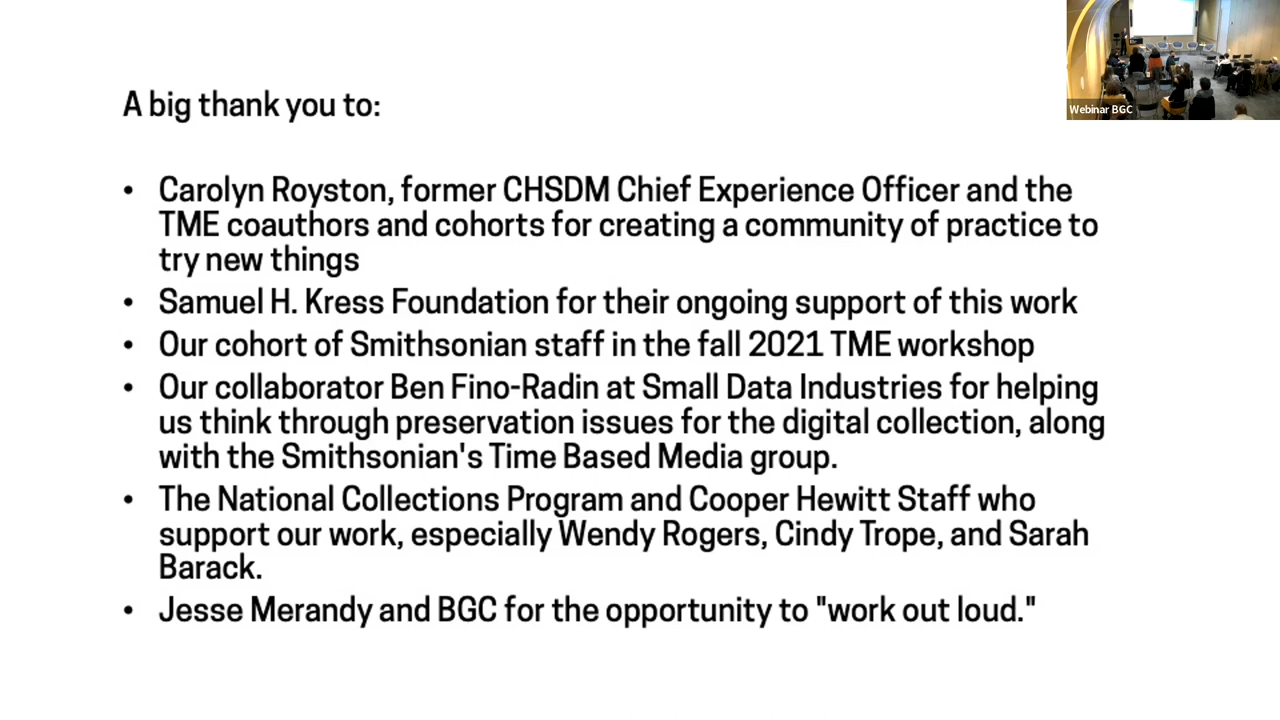 A big thank you to:
• Carolyn Royston, former CHSDM Chief Experience Officer and the
TME coauthors and cohorts for creating a community of practice to
try new things
• Samuel H. Kress Foundation for their ongoing support of this work
• Our cohort of Smithsonian staff in the fall 2021 TME workshop
• Our collaborator Ben Fino-Radin at Small Data Industries for helping
us think through preservation issues for the digital collection, along
with the Smithsonian's Time Based Media group.
• The National Collections Program and Cooper Hewitt Staff who
support our work, especially Wendy Rogers, Cindy Trope, and Sarah
Barack.
• Jesse Merandy and BGC for the opportunity to "work out loud."
Webinar BGC